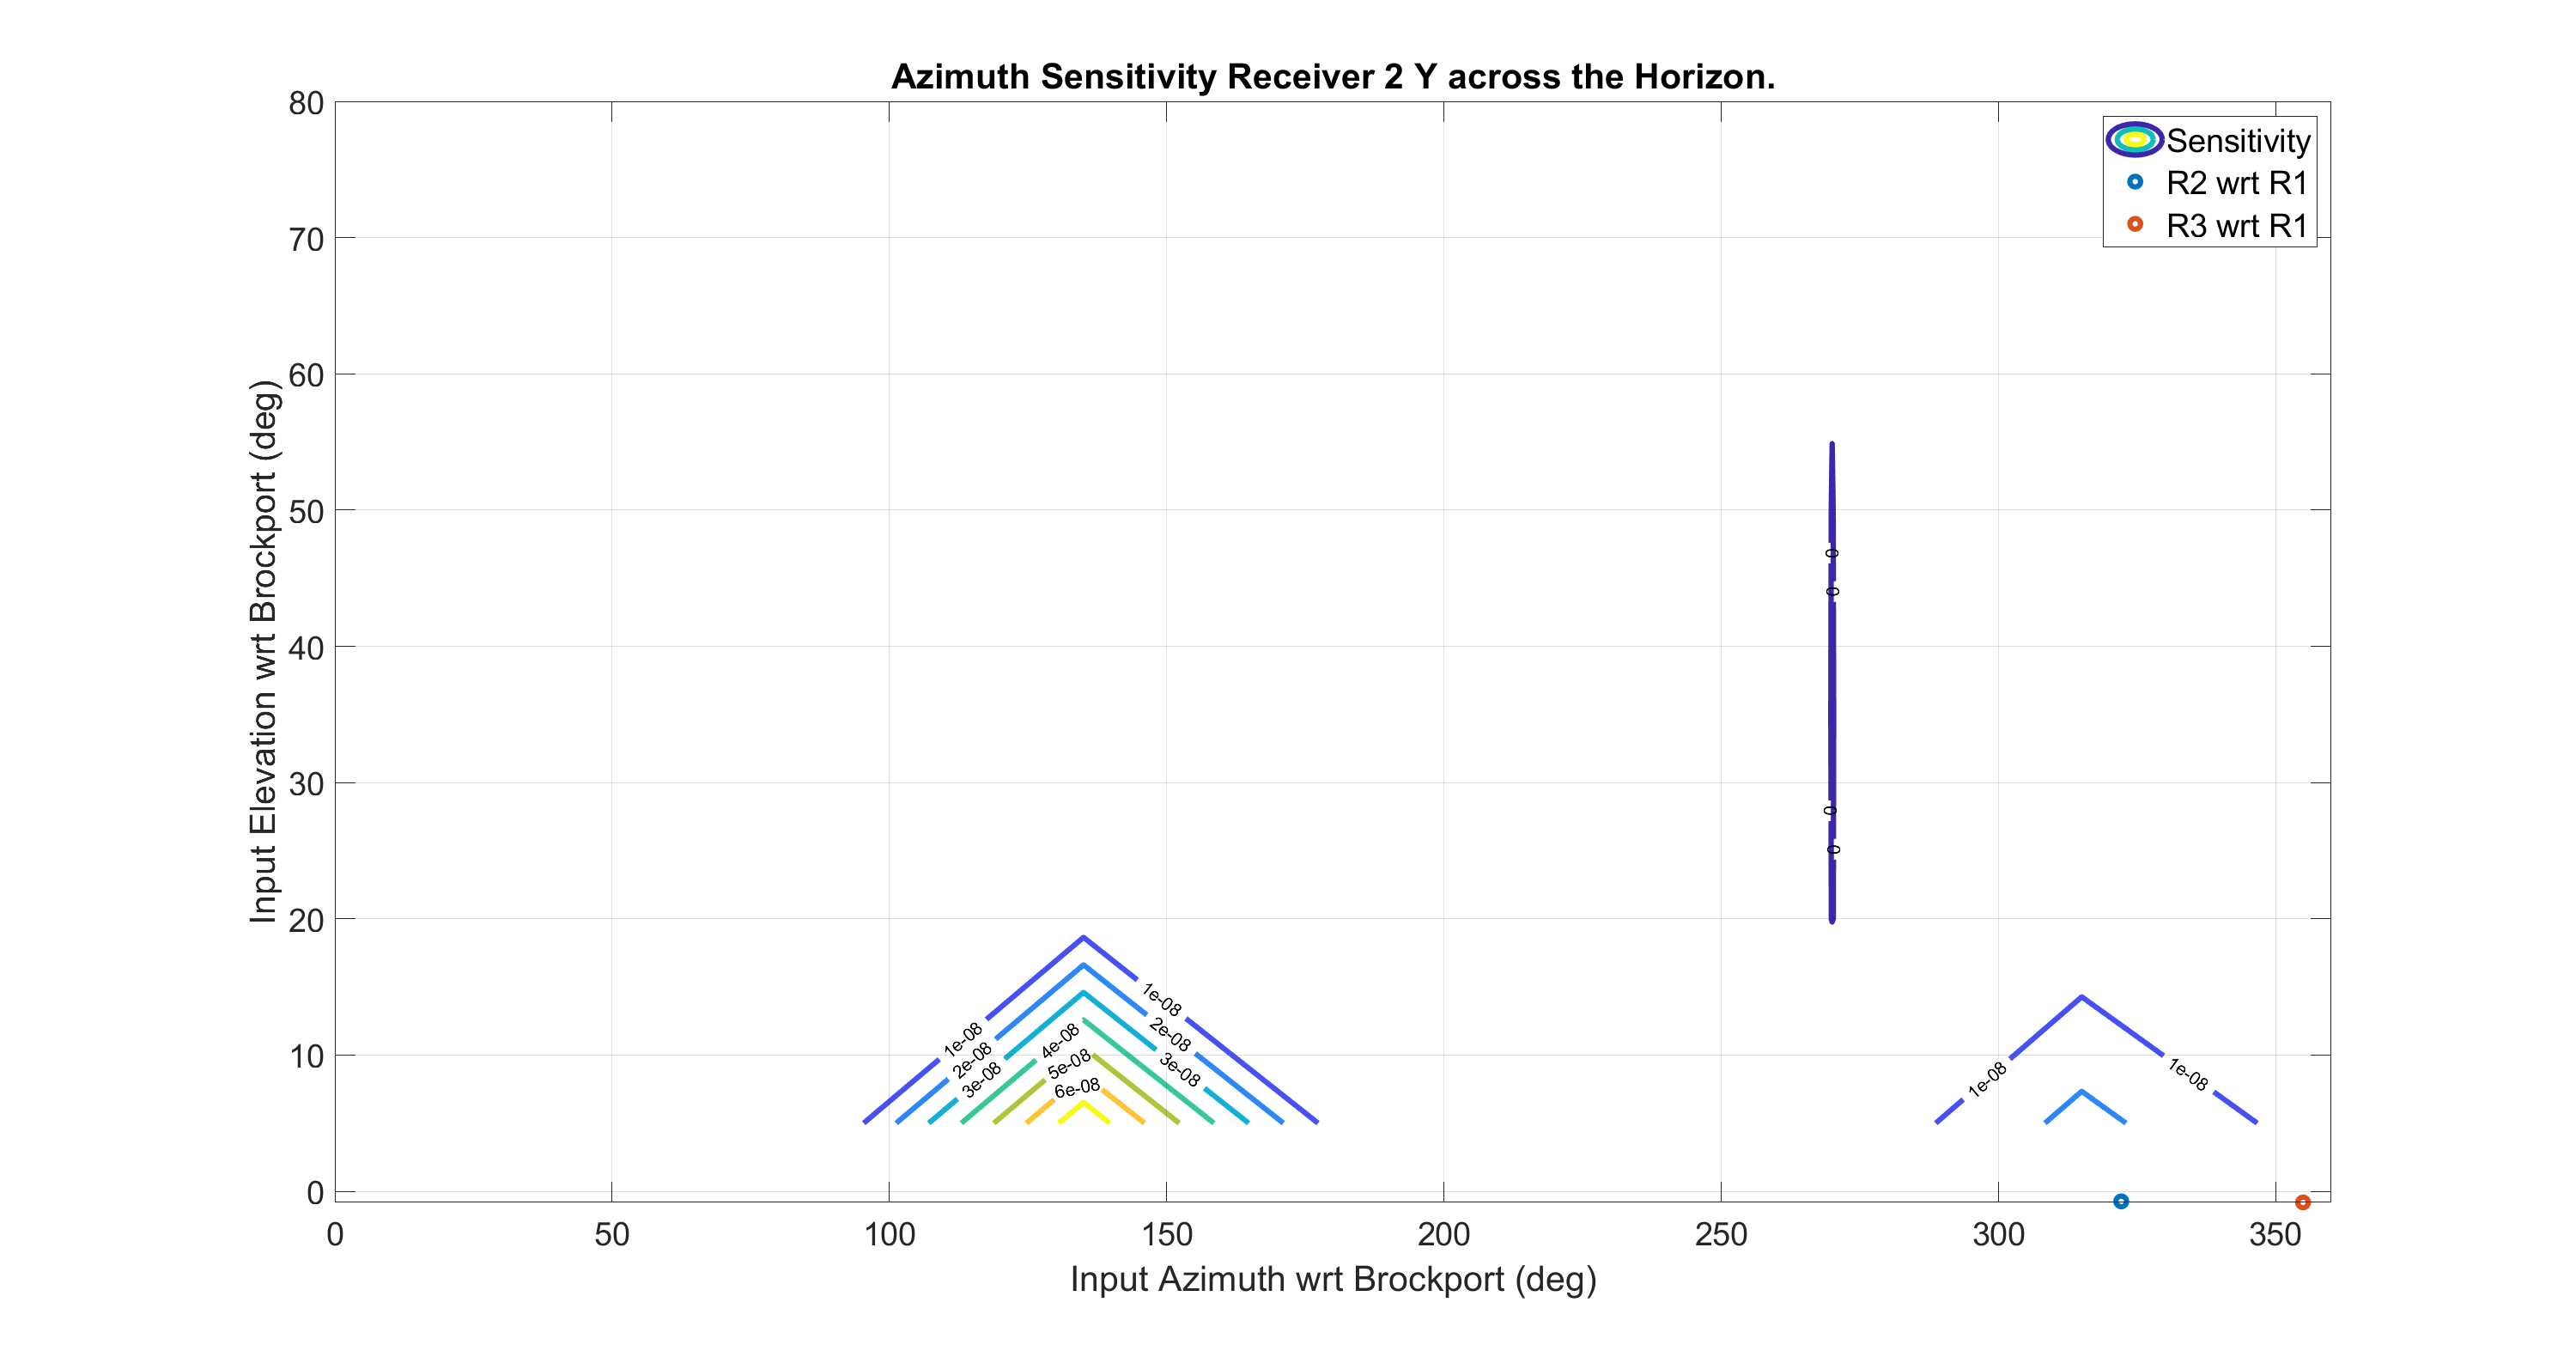 Azimuth Sensitivity Receiver 2 Y across the Horizon.
80
70
60
50
40
30
20
10
0
Input Elevation wrt Brockport (deg)
Sensitivity
R2 wrt R1
R3 wrt R1
0
0
0
0
1e-08
1e-08
2e-08
2e-08
3e-08
3e-08
4e-08
5e-08
6e-08
1e-08
1e-08
0
50
100
150
200
250
300
350
Input Azimuth wrt Brockport (deg)